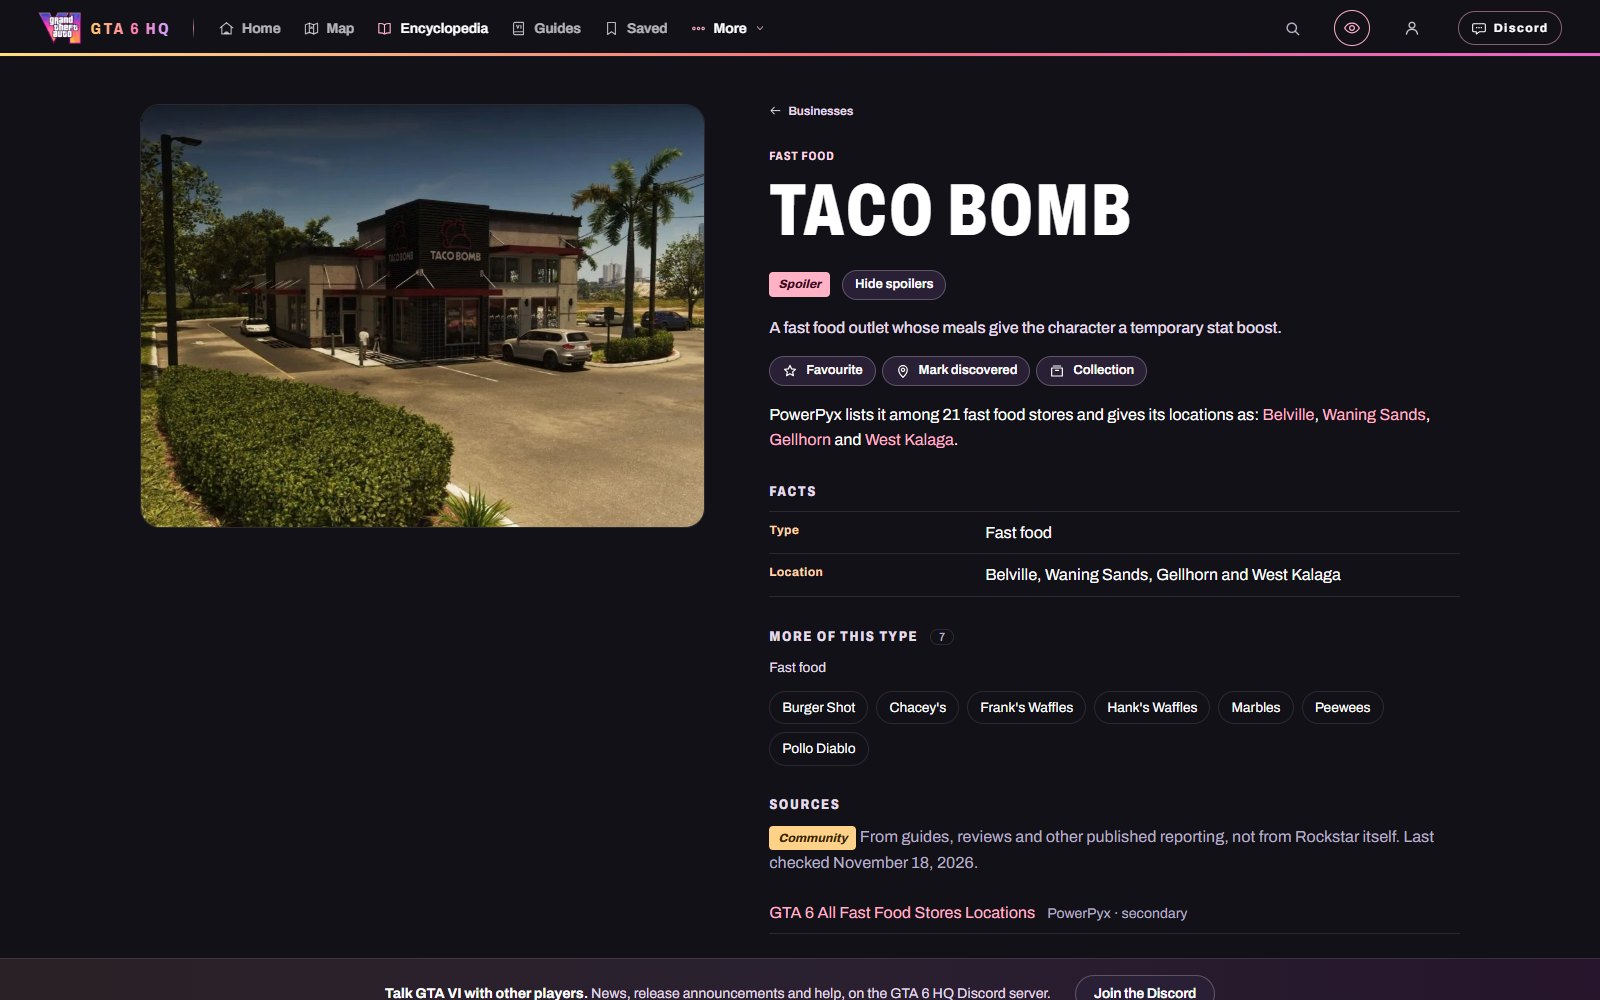 grand theft auto VI
GTA 6 HQ
Home
Map
Encyclopedia
Guides
Saved
More
Discord
TACO BOMB
TACO BOMB
Businesses
FAST FOOD
TACO BOMB
Spoiler
Hide spoilers
A fast food outlet whose meals give the character a temporary stat boost.
Favourite
Mark discovered
Collection
PowerPyx lists it among 21 fast food stores and gives its locations as: Belville, Waning Sands,
Gellhorn and West Kalaga.
FACTS
Type
Fast food
Location
Belville, Waning Sands, Gellhorn and West Kalaga
MORE OF THIS TYPE 7
Fast food
Burger Shot
Chacey's
Frank's Waffles
Hank's Waffles
Marbles
Peewees
Pollo Diablo
SOURCES
Community From guides, reviews and other published reporting, not from Rockstar itself. Last
checked November 18, 2026.
GTA 6 All Fast Food Stores Locations PowerPyx · secondary
Talk GTA VI with other players. News, release announcements and help, on the GTA 6 HQ Discord server.
Join the Discord